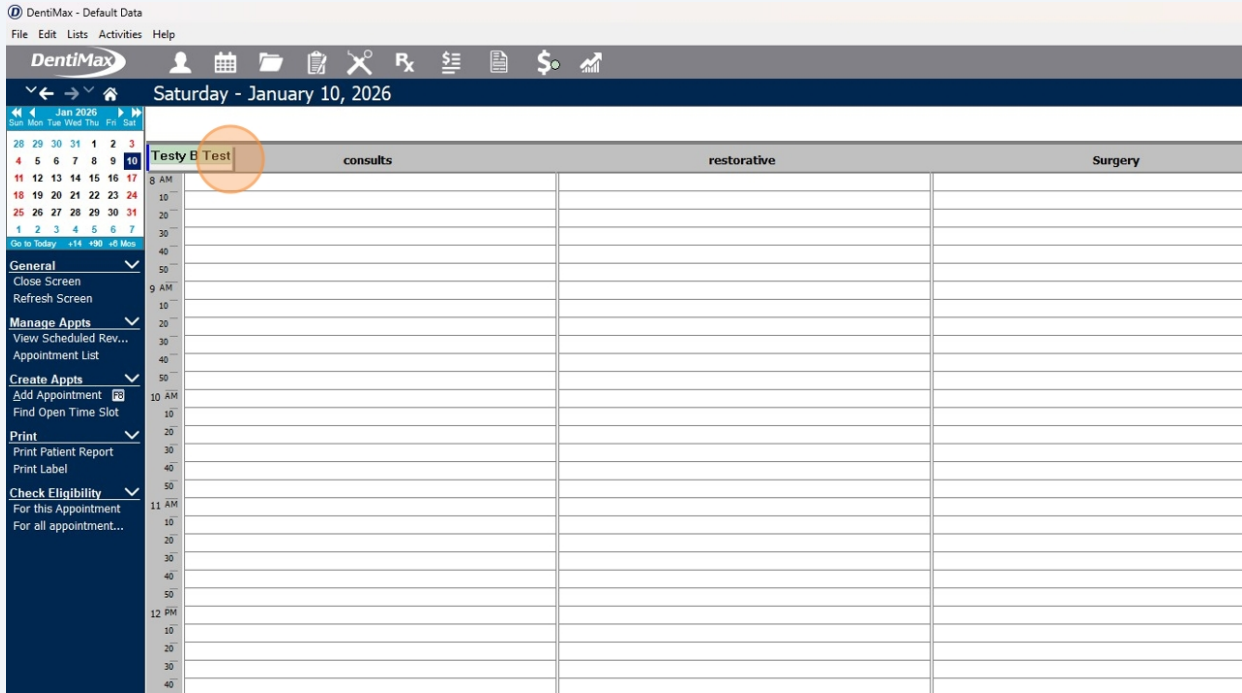 DentiMax - Default Data
File Edit Lists Activities Help
DentiMax
Rx
Saturday - January 10, 2026
Jan 2026
Sun Mon Tue Wed Thu Fri Sat
28 29 30 31 1 2 3
4 5 6 7 8 9 10
11 12 13 14 15 16 17
18 19 20 21 22 23 24
25 26 27 28 29 30 31
1 2 3 4 5 6 7
Go to Today +14 +90 +6 Mos
General
Close Screen
Refresh Screen
Manage Appts
View Scheduled Rev...
Appointment List
Create Appts
Add Appointment F8
Find Open Time Slot
Print
Print Patient Report
Print Label
Check Eligibility
For this Appointment
For all appointment...
Testy B Test
consults restorative Surgery
8 AM
10
20
30
40
50
9 AM
10
20
30
40
50
10 AM
10
20
30
40
50
11 AM
10
20
30
40
50
12 PM
10
20
30
40